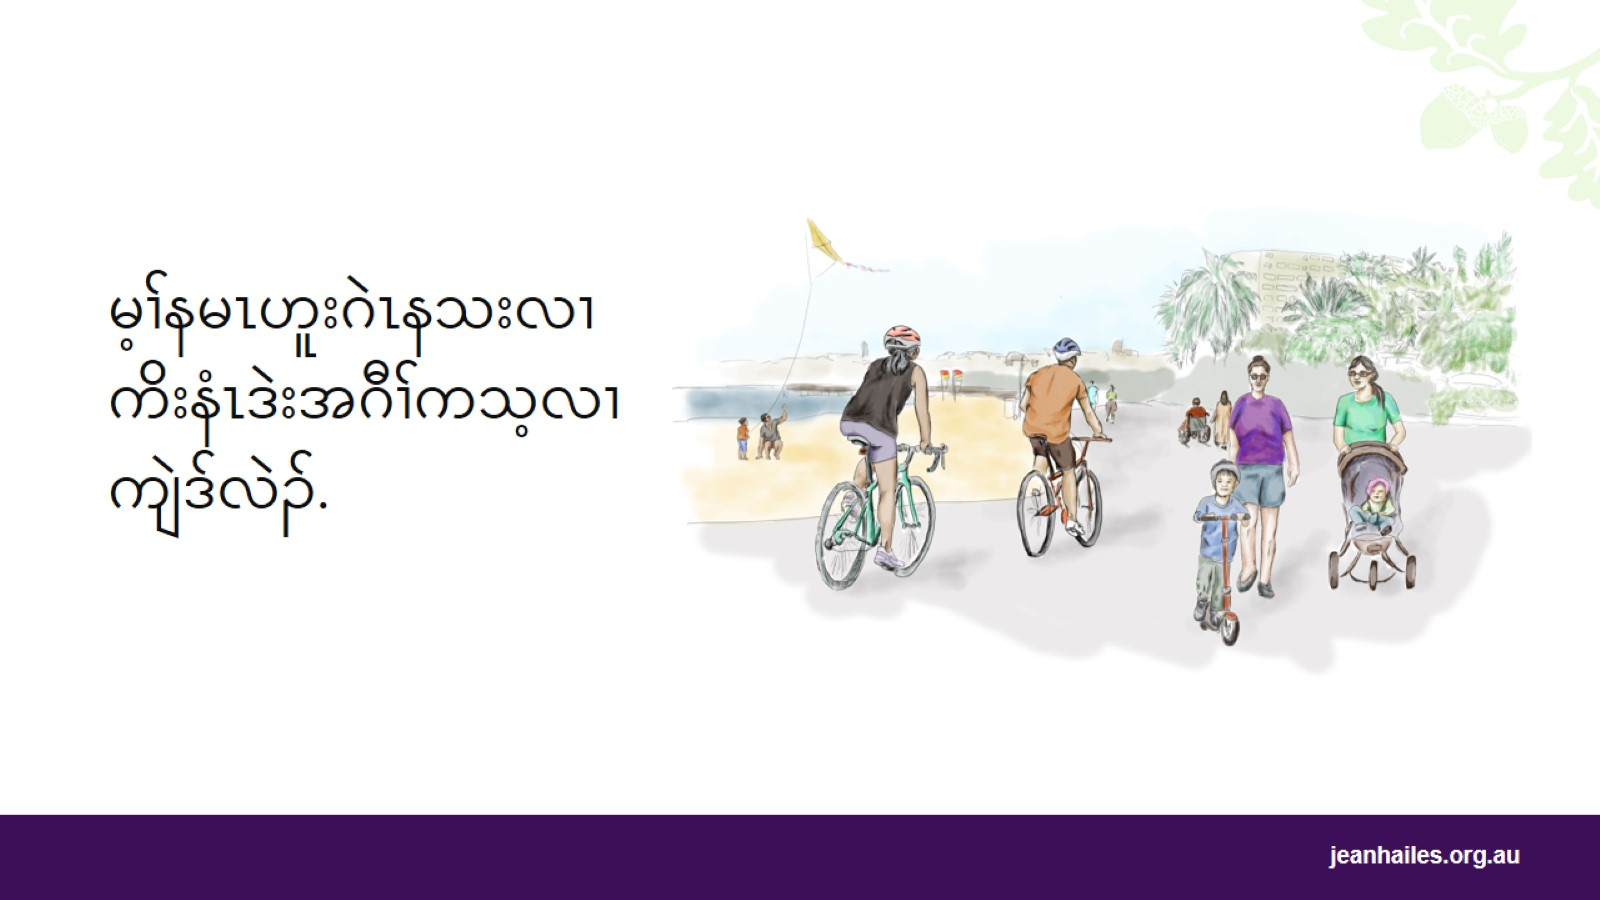 မ့ၢ်နမၤဟူးဂဲၤနသးလၢ
ကိးနံၤဒဲးအဂီၢ်ကသ့လၢ
ကျဲဒ်လဲၣ်.
jeanhailes.org.au